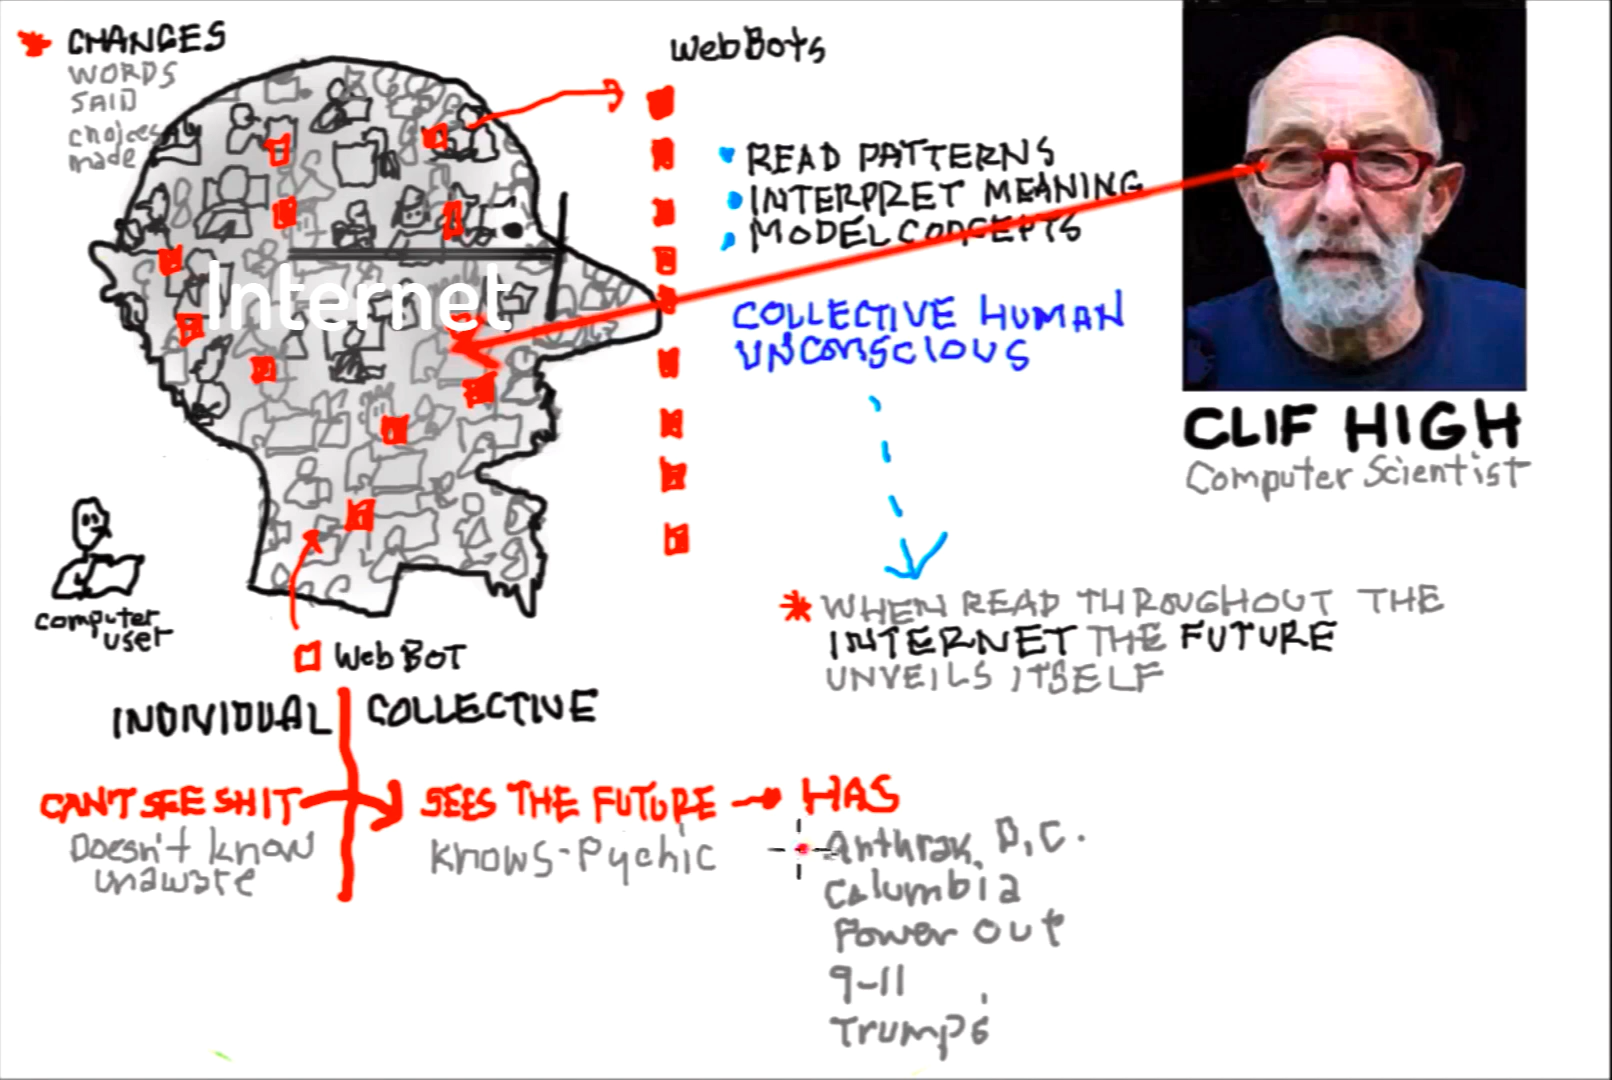 CHANGES
WORDS
SAID
choices
made
WebBots
READ PATTERNS
INTERPRET MEANING
MODEL CONCEPTS
Internet
COLLECTIVE HUMAN
UNCONSCIOUS
CLIF HIGH
Computer Scientist
computer
user
WebBOT
WHEN READ THROUGHOUT THE
INTERNET THE FUTURE
UNVEILS ITSELF
INDIVIDUAL COLLECTIVE
CAN'T SEE SHIT SEES THE FUTURE HAS
Doesn't know
unaware
Knows-Pychic
Anthrax, D.C.
Columbia
Power Out
9-11
Trump